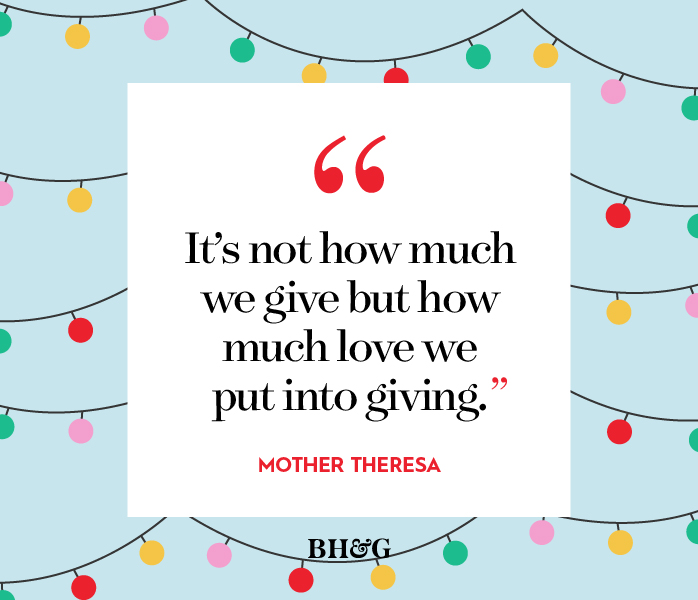 “
It’s not how much
we give but how
much love we
put into giving.”
MOTHER THERESA
BH&G